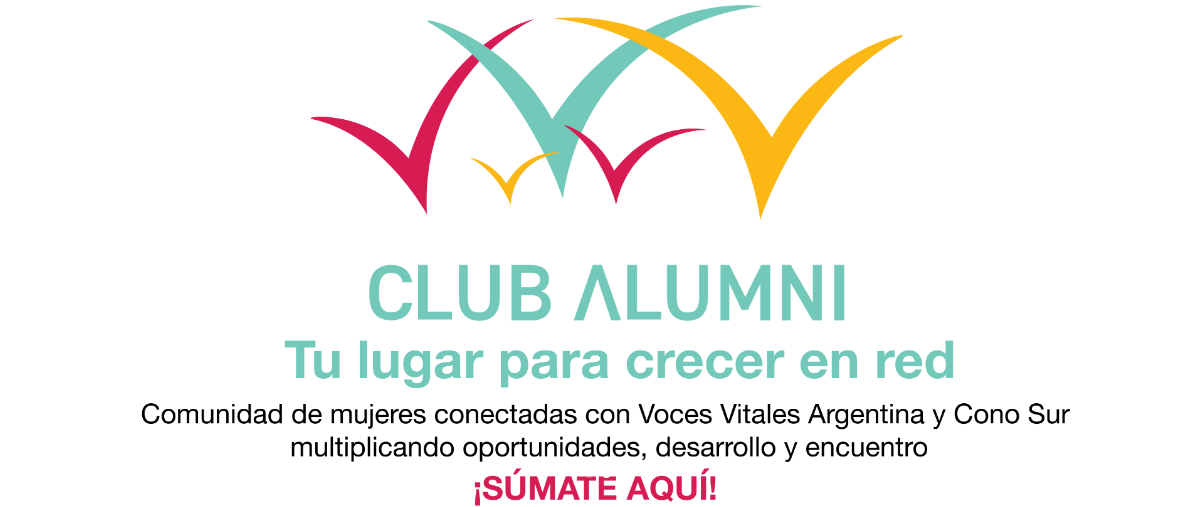 CLUB ALUMNI
Tu lugar para crecer en red
Comunidad de mujeres conectadas con Voces Vitales Argentina y Cono Sur
multiplicando oportunidades, desarrollo y encuentro
¡SÚMATE AQUÍ!